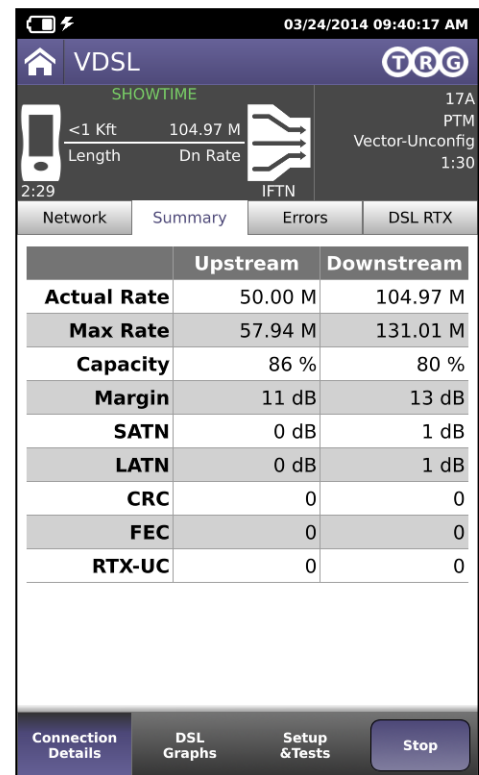 03/24/2014 09:40:17 AM
VDSL
TRG
SHOWTIME
17A
<1 Kft 104.97 M
PTM
Length Dn Rate
Vector-Unconfig
1:30
2:29
IFTN
Network Summary Errors DSL RTX
Upstream Downstream
Actual Rate 50.00 M 104.97 M
Max Rate 57.94 M 131.01 M
Capacity 86 % 80 %
Margin 11 dB 13 dB
SATN 0 dB 1 dB
LATN 0 dB 1 dB
CRC 0 0
FEC 0 0
RTX-UC 0 0
Connection DSL Setup
Details Graphs &Tests
Stop